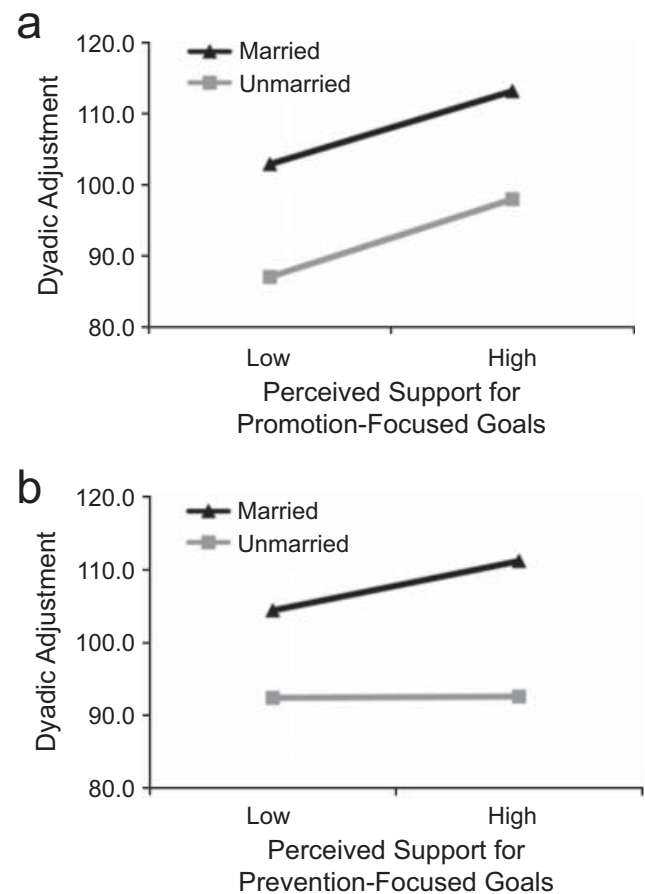 a
120.0
Married
Unmarried
110.0
100.0
90.0
80.0
Dyadic Adjustment
Low
High
Perceived Support for
Promotion-Focused Goals
b
120.0
Married
Unmarried
110.0
100.0
90.0
80.0
Dyadic Adjustment
Low
High
Perceived Support for
Prevention-Focused Goals